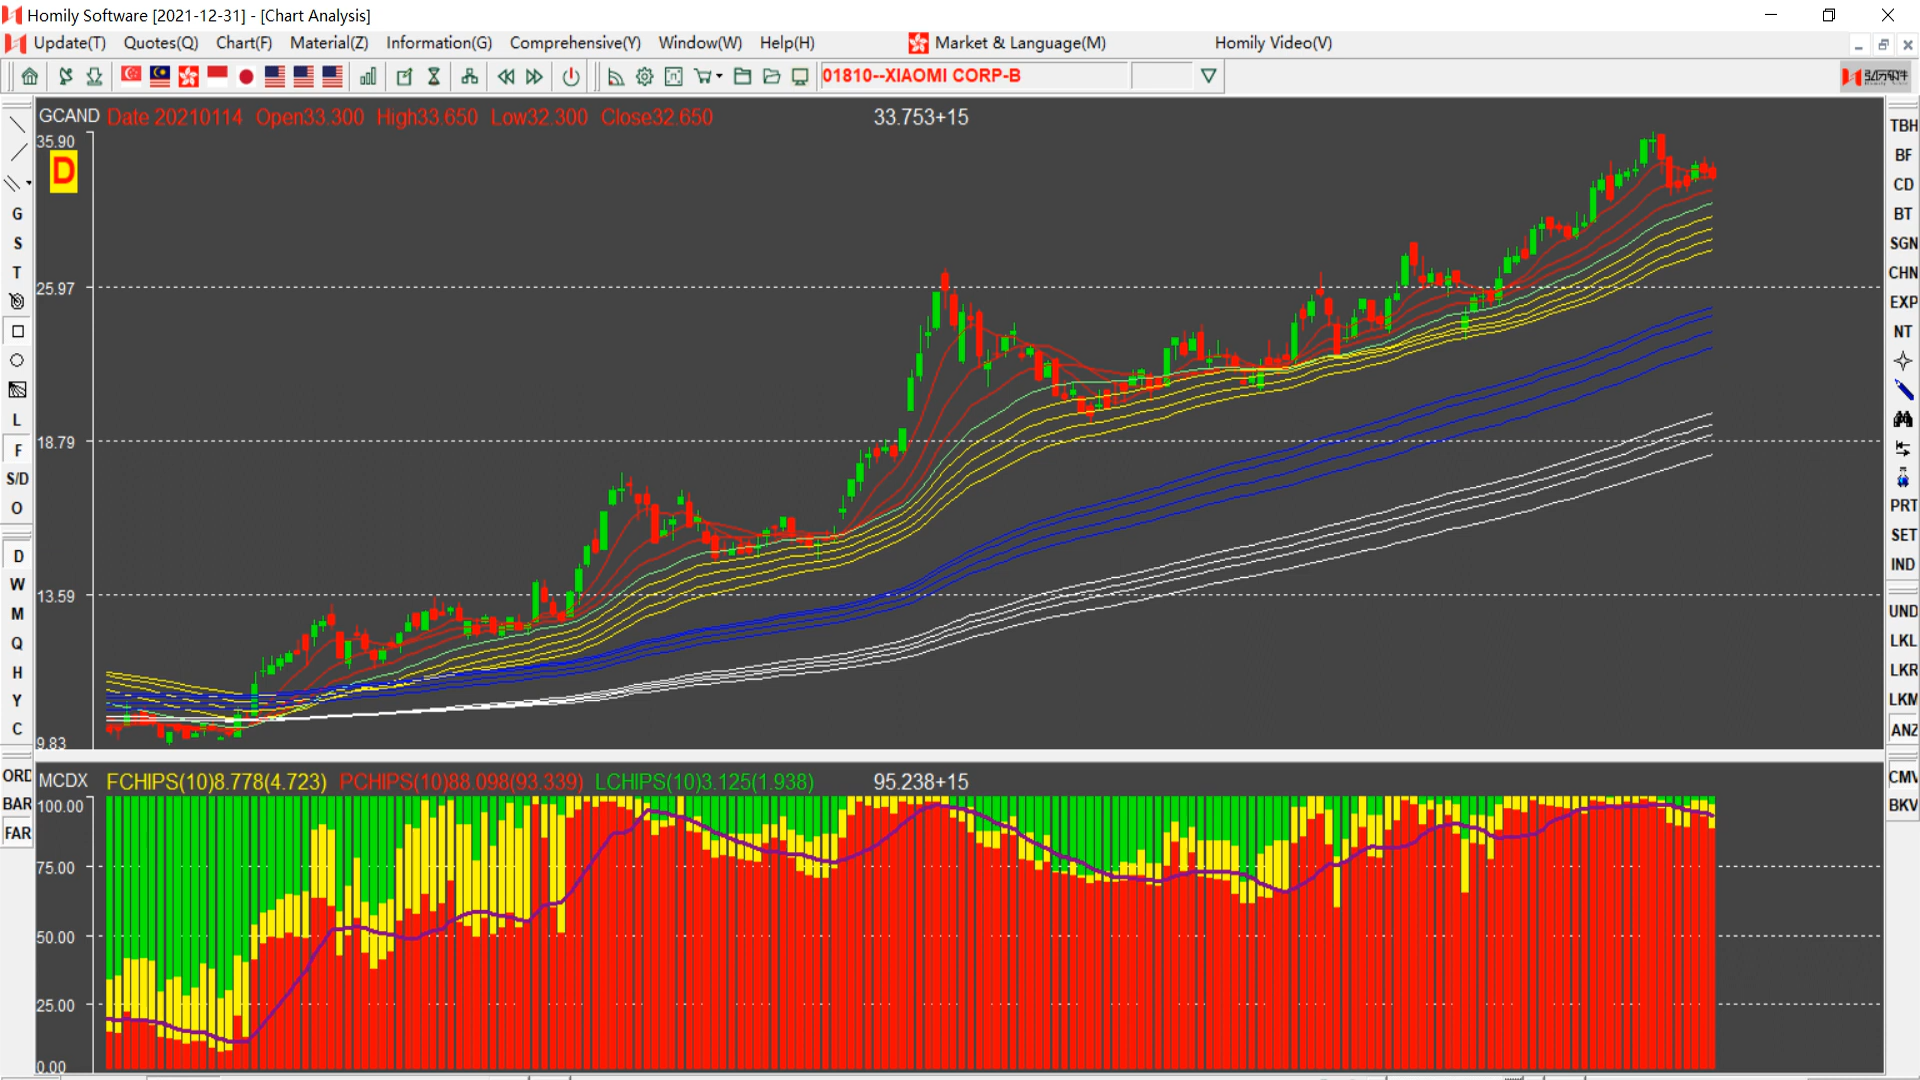 Homily Software [2021-12-31] - [Chart Analysis]
Update(T) Quotes(Q) Chart(F) Material(Z) Information(G) Comprehensive(Y) Window(W) Help(H) Market & Language(M) Homily Video(V)
01810--XIAOMI CORP-B
GCAND Date 20210114 Open33.300 High33.650 Low32.300 Close32.650 33.753+15
35.90
D
25.97
18.79
13.59
9.83
MCDX FCHIPS(10)8.778(4.723) PCHIPS(10)88.098(93.339) LCHIPS(10)3.125(1.938) 95.238+15
100.00
75.00
50.00
25.00
0.00
G
S
T
L
F
S/D
O
D
W
M
Q
H
Y
C
ORD
BAR
FAR
TBH
BF
CD
BT
SGN
CHN
EXP
NT
PRT
SET
IND
UND
LKL
LKR
LKM
ANZ
CMV
BKV